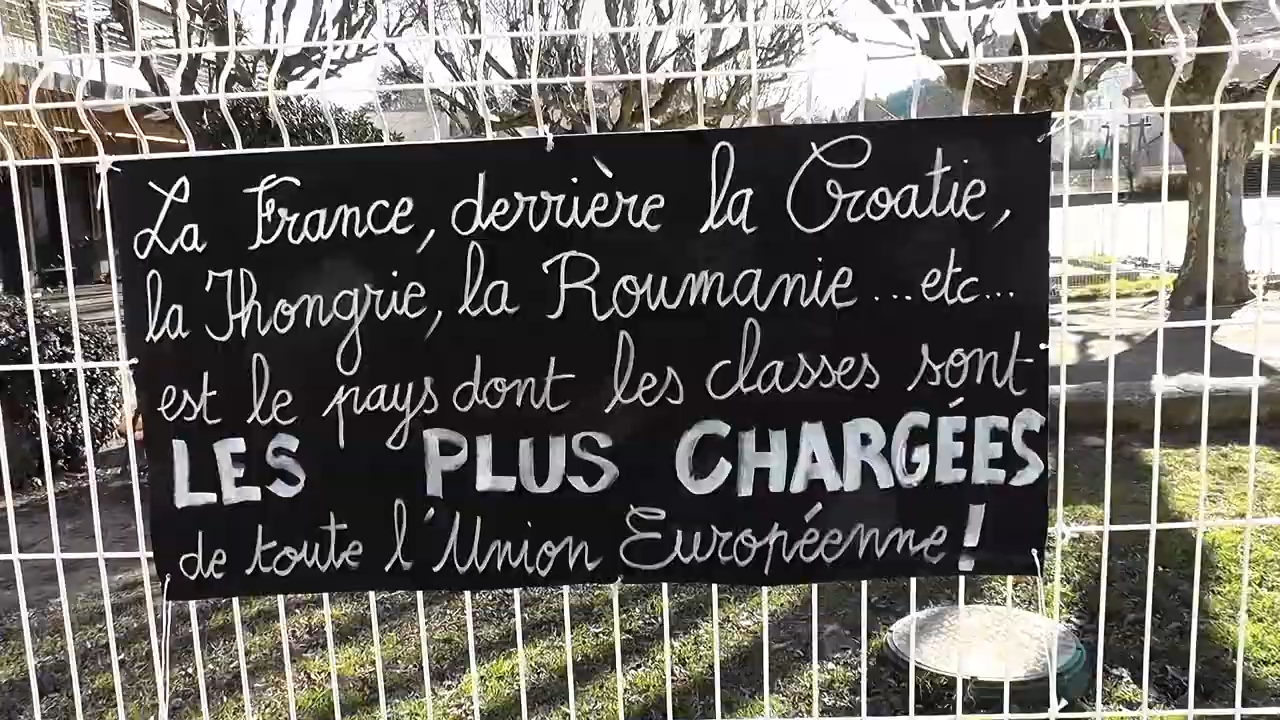 La France, derrière la Croatie,
la Hongrie, la Roumanie ... etc...
est le pays dont les classes sont
LES PLUS CHARGÉES
de toute l'Union Européenne !